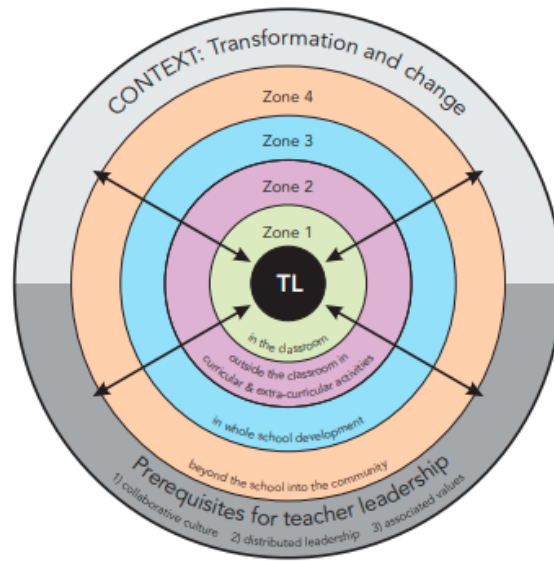 CONTEXT: Transformation and change
Zone 4
Zone 3
Zone 2
Zone 1
TL
in the classroom
outside the classroom in
curricular & extra-curricular activities
in whole school development
beyond the school into the community
Prerequisites for teacher leadership
1) collaborative culture 2) distributed leadership 3) associated values